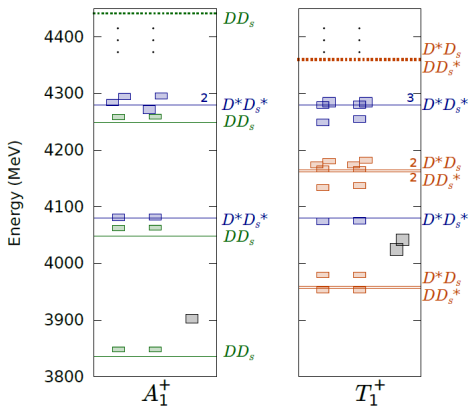 Energy (MeV)
4400
4300
4200
4100
4000
3900
3800
DD_s
2
D*D_s*
DD_s
D*D_s*
DD_s
DD_s
A_1^+
D*D_s
DD_s*
3
D*D_s*
2
D*D_s
2
DD_s*
D*D_s*
D*D_s
DD_s*
T_1^+